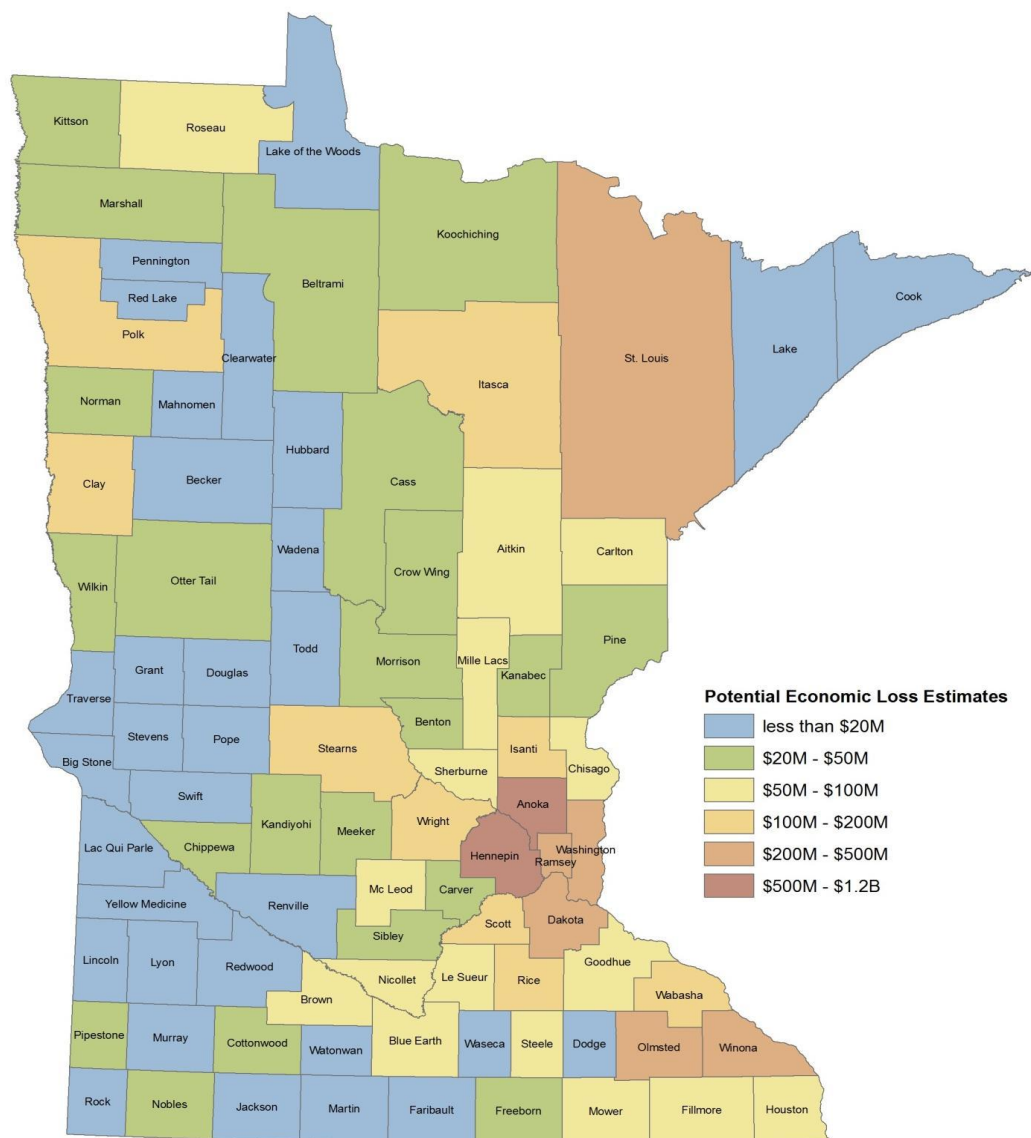 Kittson
Roseau
Lake of the Woods
Marshall
Koochiching
Pennington
Beltrami
Red Lake
Cook
Polk
Clearwater
Lake
St. Louis
Itasca
Norman
Mahnomen
Hubbard
Clay
Becker
Cass
Wadena
Aitkin
Carlton
Crow Wing
Otter Tail
Wilkin
Pine
Todd
Mille Lacs
Morrison
Grant
Douglas
Kanabec
Traverse
Benton
Stevens
Pope
Stearns
Isanti
Big Stone
Sherburne
Chisago
Swift
Anoka
Kandiyohi
Wright
Meeker
Chippewa
Lac Qui Parle
Hennepin
Washington
Ramsey
Mc Leod
Carver
Yellow Medicine
Renville
Scott
Dakota
Sibley
Lincoln
Lyon
Redwood
Goodhue
Nicollet
Le Sueur
Rice
Wabasha
Brown
Pipestone
Murray
Cottonwood
Watonwan
Blue Earth
Waseca
Steele
Dodge
Olmsted
Winona
Rock
Nobles
Jackson
Martin
Faribault
Freeborn
Mower
Fillmore
Houston
Potential Economic Loss Estimates
less than $20M
$20M - $50M
$50M - $100M
$100M - $200M
$200M - $500M
$500M - $1.2B